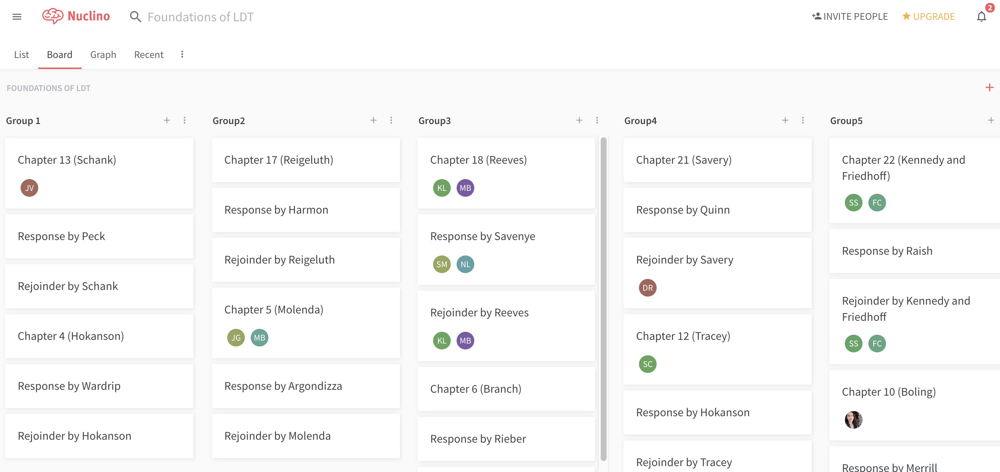 Nuclino
Foundations of LDT
INVITE PEOPLE
UPGRADE
2
List
Board
Graph
Recent
FOUNDATIONS OF LDT
Group 1
Chapter 13 (Schank)
JV
Response by Peck
Rejoinder by Schank
Chapter 4 (Hokanson)
Response by Wardrip
Rejoinder by Hokanson
Group2
Chapter 17 (Reigeluth)
Response by Harmon
Rejoinder by Reigeluth
Chapter 5 (Molenda)
JG MB
Response by Argondizza
Rejoinder by Molenda
Group3
Chapter 18 (Reeves)
KL MB
Response by Savenye
SM NL
Rejoinder by Reeves
KL MB
Chapter 6 (Branch)
Response by Rieber
Group4
Chapter 21 (Savery)
Response by Quinn
Rejoinder by Savery
DR
Chapter 12 (Tracey)
SC
Response by Hokanson
Rejoinder by Tracey
Group5
Chapter 22 (Kennedy and
Friedhoff)
SS FC
Response by Raish
Rejoinder by Kennedy and
Friedhoff
SS FC
Chapter 10 (Boling)
Response by Merrill